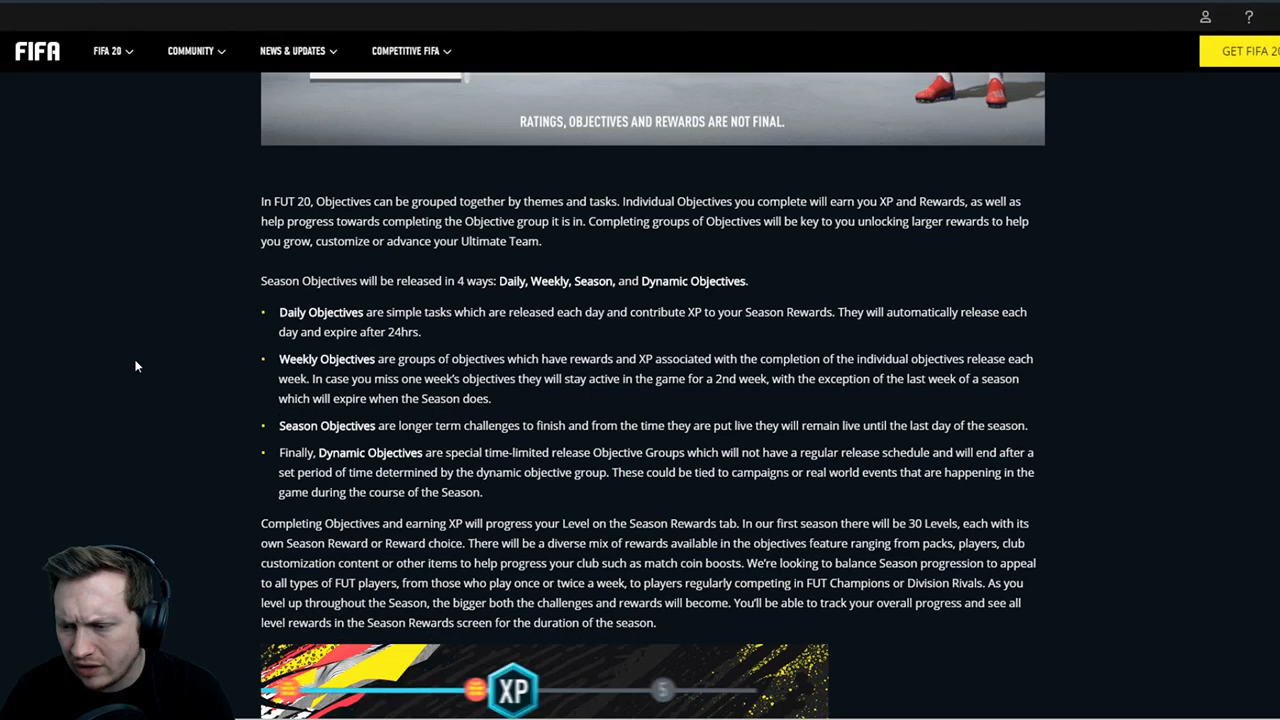 FIFA
FIFA 20
COMMUNITY
NEWS & UPDATES
COMPETITIVE FIFA
GET FIFA 20
?
RATINGS, OBJECTIVES AND REWARDS ARE NOT FINAL.
In FUT 20, Objectives can be grouped together by themes and tasks. Individual Objectives you complete will earn you XP and Rewards, as well as
help progress towards completing the Objective group it is in. Completing groups of Objectives will be key to you unlocking larger rewards to help
you grow, customize or advance your Ultimate Team.
Season Objectives will be released in 4 ways: Daily, Weekly, Season, and Dynamic Objectives.
• Daily Objectives are simple tasks which are released each day and contribute XP to your Season Rewards. They will automatically release each
day and expire after 24hrs.
• Weekly Objectives are groups of objectives which have rewards and XP associated with the completion of the individual objectives release each
week. In case you miss one week's objectives they will stay active in the game for a 2nd week, with the exception of the last week of a season
which will expire when the Season does.
• Season Objectives are longer term challenges to finish and from the time they are put live they will remain live until the last day of the season.
• Finally, Dynamic Objectives are special time-limited release Objective Groups which will not have a regular release schedule and will end after a
set period of time determined by the dynamic objective group. These could be tied to campaigns or real world events that are happening in the
game during the course of the Season.
Completing Objectives and earning XP will progress your Level on the Season Rewards tab. In our first season there will be 30 Levels, each with its
own Season Reward or Reward choice. There will be a diverse mix of rewards available in the objectives feature ranging from packs, players, club
customization content or other items to help progress your club such as match coin boosts. We're looking to balance Season progression to appeal
to all types of FUT players, from those who play once or twice a week, to players regularly competing in FUT Champions or Division Rivals. As you
level up throughout the Season, the bigger both the challenges and rewards will become. You'll be able to track your overall progress and see all
level rewards in the Season Rewards screen for the duration of the season.
XP
5